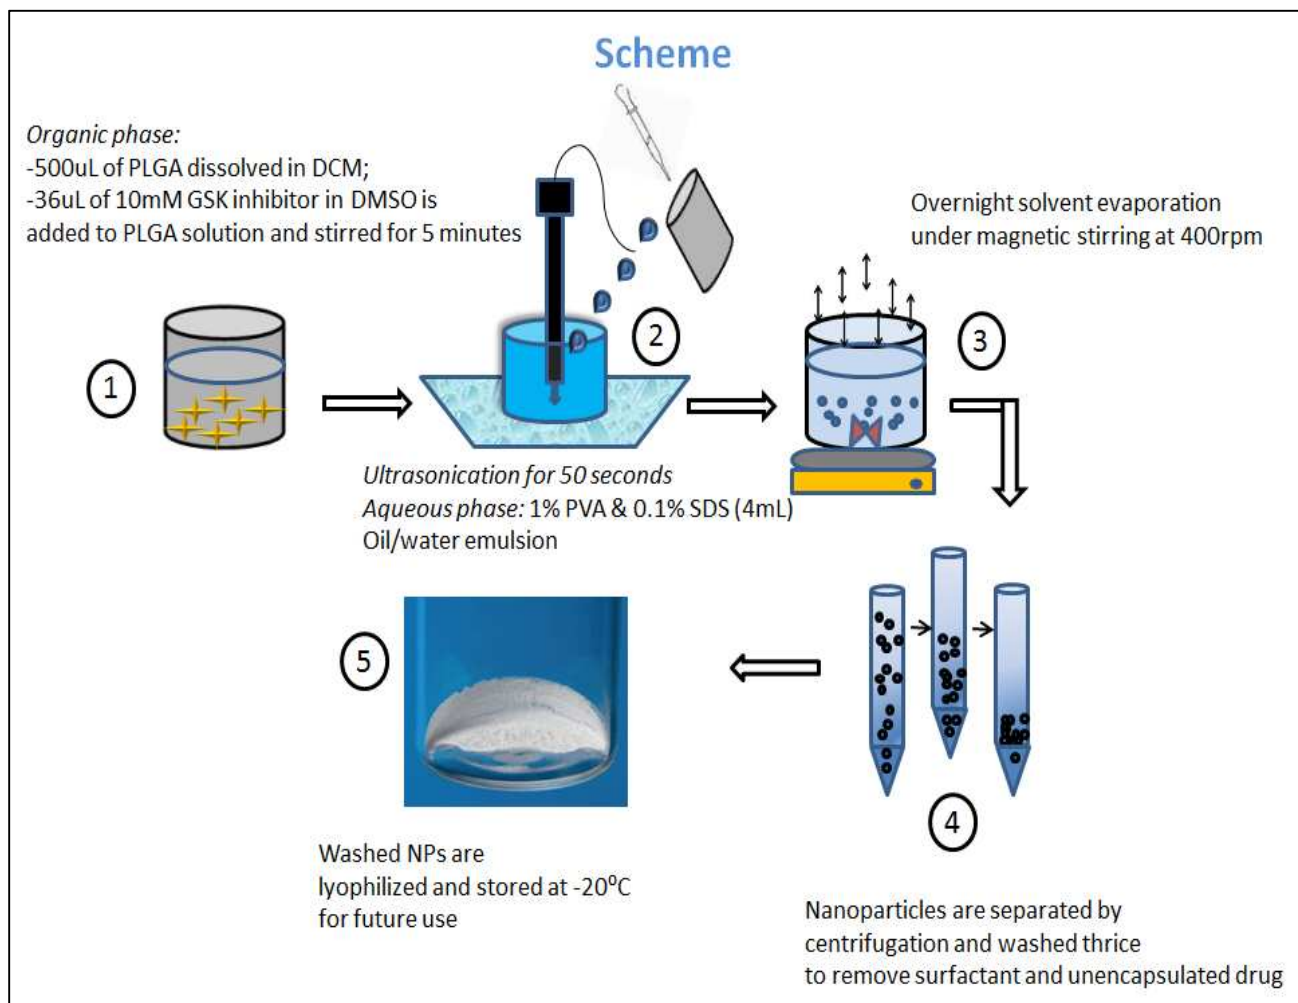 Scheme
Organic phase:
-500uL of PLGA dissolved in DCM;
-36uL of 10mM GSK inhibitor in DMSO is
added to PLGA solution and stirred for 5 minutes
1
2
Ultrasonication for 50 seconds
Aqueous phase: 1% PVA & 0.1% SDS (4mL)
Oil/water emulsion
Overnight solvent evaporation
under magnetic stirring at 400rpm
3
4
Nanoparticles are separated by
centrifugation and washed thrice
to remove surfactant and unencapsulated drug
5
Washed NPs are
lyophilized and stored at -20⁰C
for future use